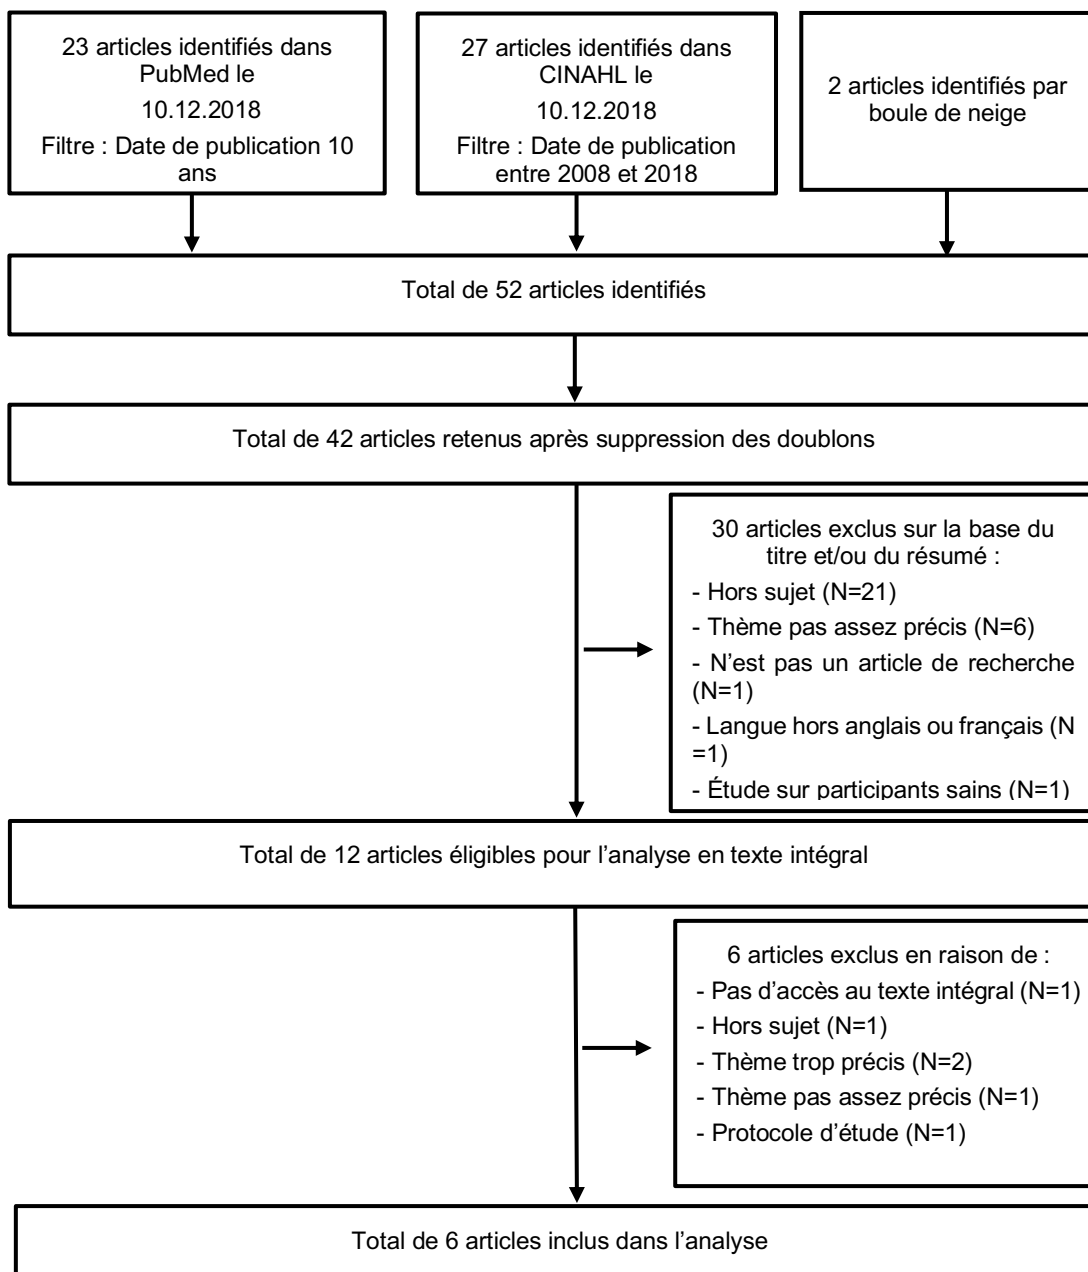 23 articles identifiés dans
PubMed le
10.12.2018
Filtre : Date de publication 10
ans
27 articles identifiés dans
CINAHL le
10.12.2018
Filtre : Date de publication
entre 2008 et 2018
2 articles identifiés par
boule de neige
Total de 52 articles identifiés
Total de 42 articles retenus après suppression des doublons
30 articles exclus sur la base du
titre et/ou du résumé :
- Hors sujet (N=21)
- Thème pas assez précis (N=6)
- N’est pas un article de recherche
(N=1)
- Langue hors anglais ou français (N
=1)
- Étude sur participants sains (N=1)
Total de 12 articles éligibles pour l’analyse en texte intégral
6 articles exclus en raison de :
- Pas d’accès au texte intégral (N=1)
- Hors sujet (N=1)
- Thème trop précis (N=2)
- Thème pas assez précis (N=1)
- Protocole d’étude (N=1)
Total de 6 articles inclus dans l’analyse